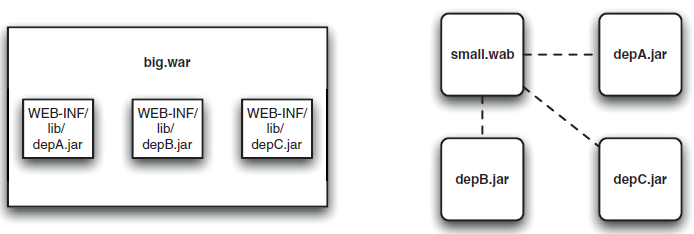 big.war
WEB-INF/
lib/
depA.jar
WEB-INF/
lib/
depB.jar
WEB-INF/
lib/
depC.jar
small.wab
depA.jar
depB.jar
depC.jar